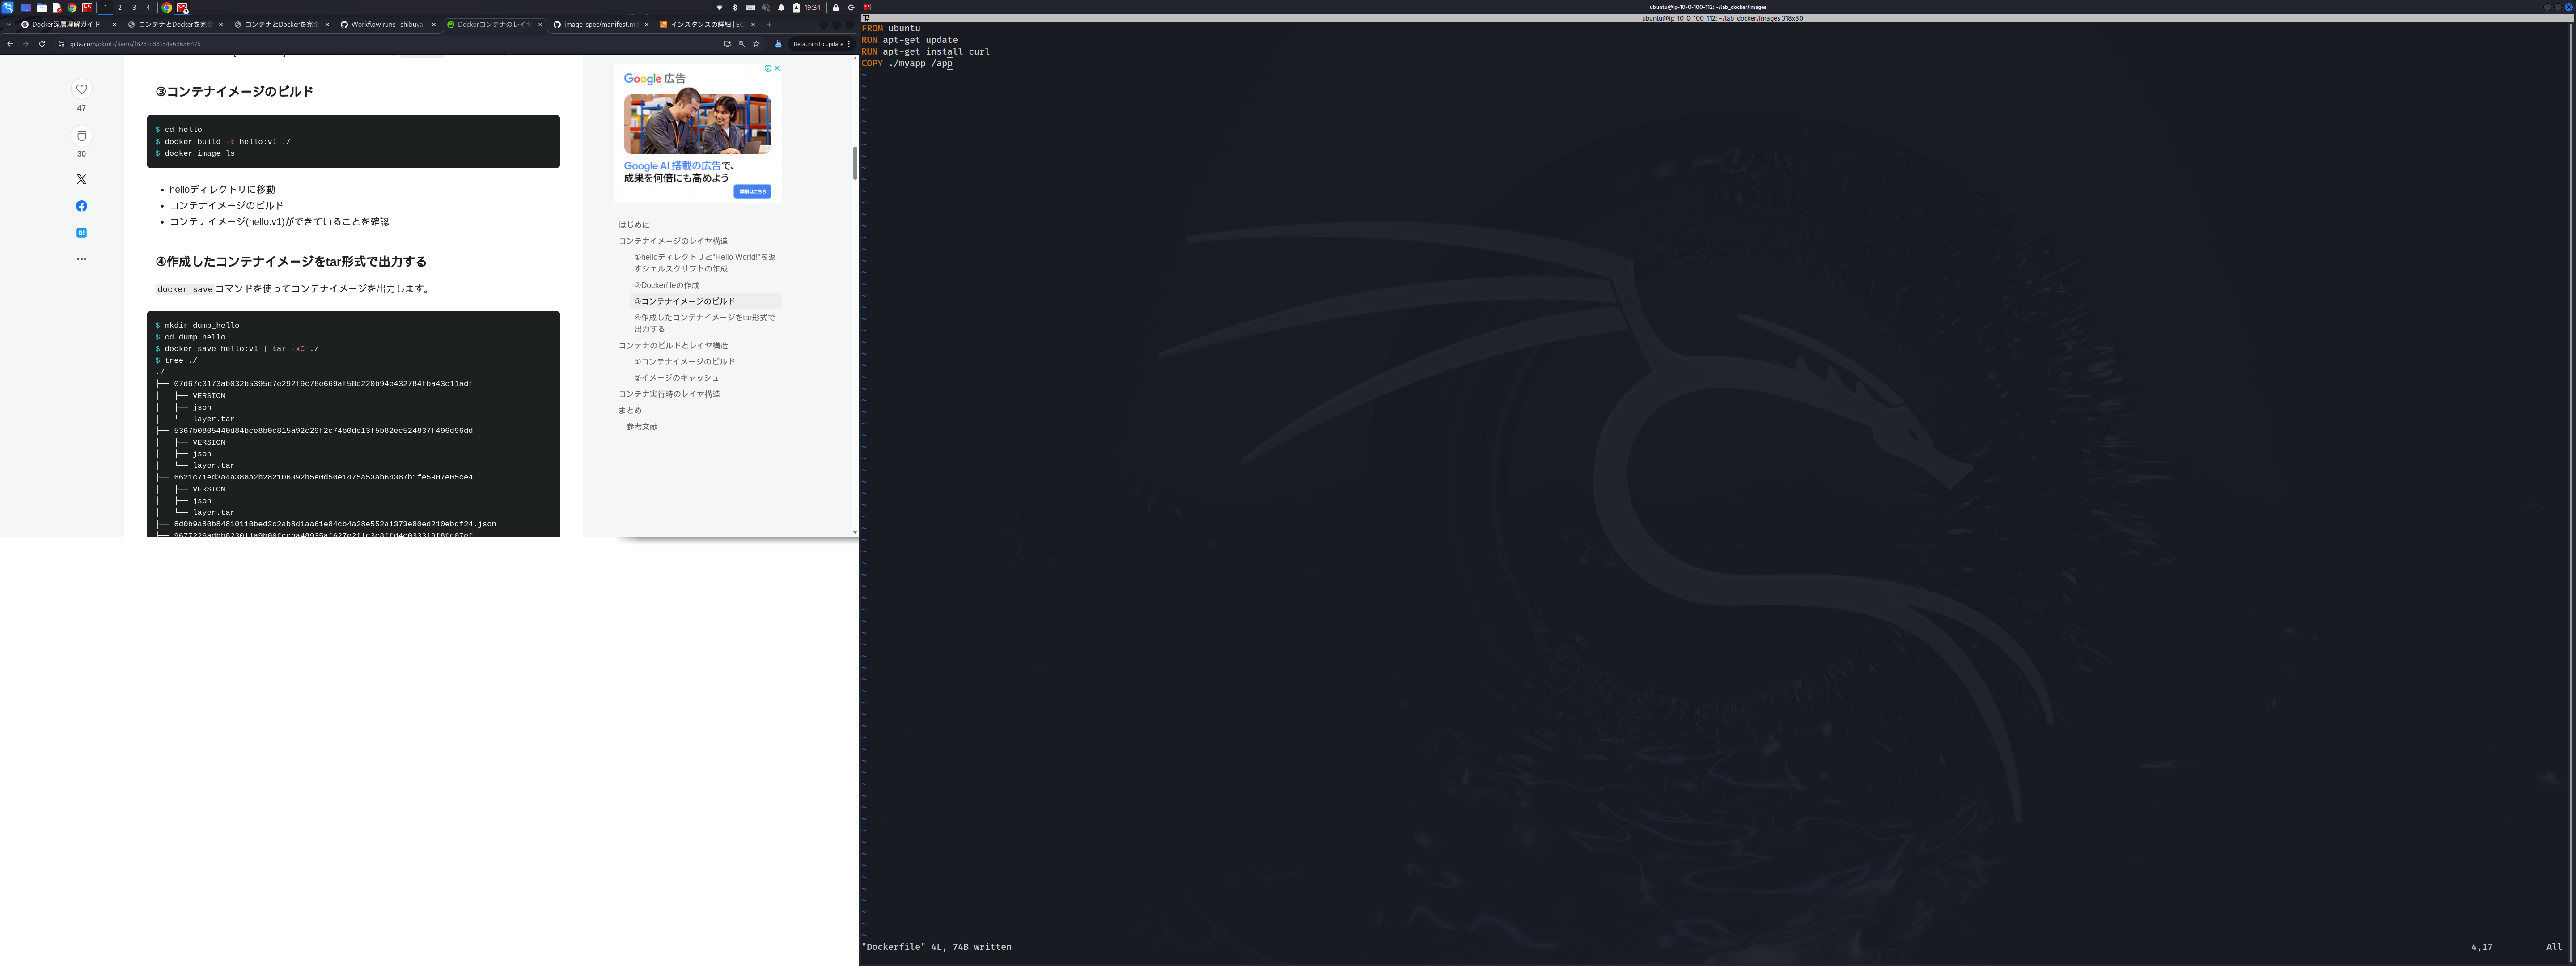 1 2 3 4
19:34
Docker深層理解ガイド
コンテナとDockerを完全
コンテナとDockerを完全
Workflow runs · shibuya
Dockerコンテナのレイヤ
image-spec/manifest.md
インスタンスの詳細 | EC
qiita.com/okmtz/items/f8231c83134a6363647b
Relaunch to update
47
30
B!
③コンテナイメージのビルド
$ cd hello
$ docker build -t hello:v1 ./
$ docker image ls
helloディレクトリに移動
コンテナイメージのビルド
コンテナイメージ(hello:v1)ができていることを確認
④作成したコンテナイメージをtar形式で出力する
docker saveコマンドを使ってコンテナイメージを出力します。
$ mkdir dump_hello
$ cd dump_hello
$ docker save hello:v1 | tar -xC ./
$ tree ./
./
├── 07d67c3173ab032b5395d7e292f9c78e669af58c220b94e432784fba43c11adf
│   ├── VERSION
│   ├── json
│   └── layer.tar
├── 5367b0805440d84bce8b0c815a92c29f2c74b0de13f5b82ec524837f496d96dd
│   ├── VERSION
│   ├── json
│   └── layer.tar
├── 6621c71ed3a4a388a2b282106392b5e0d50e1475a53ab64387b1fe5907e05ce4
│   ├── VERSION
│   ├── json
│   └── layer.tar
├── 8d0b9a80b84810110bed2c2ab8d1aa61e84cb4a28e552a1373e80ed210ebdf24.json
Google 広告
Google AI 搭載の広告で、
成果を何倍にも高めよう
詳細はこちら
はじめに
コンテナイメージのレイヤ構造
①helloディレクトリと"Hello World!"を返
すシェルスクリプトの作成
②Dockerfileの作成
③コンテナイメージのビルド
④作成したコンテナイメージをtar形式で
出力する
コンテナのビルドとレイヤ構造
①コンテナイメージのビルド
②イメージのキャッシュ
コンテナ実行時のレイヤ構造
まとめ
参考文献
ubuntu@ip-10-0-100-112: ~/lab_docker/images
ubuntu@ip-10-0-100-112: ~/lab_docker/images 318x80
FROM ubuntu
RUN apt-get update
RUN apt-get install curl
COPY ./myapp /app
"Dockerfile" 4L, 74B written
4,17
All